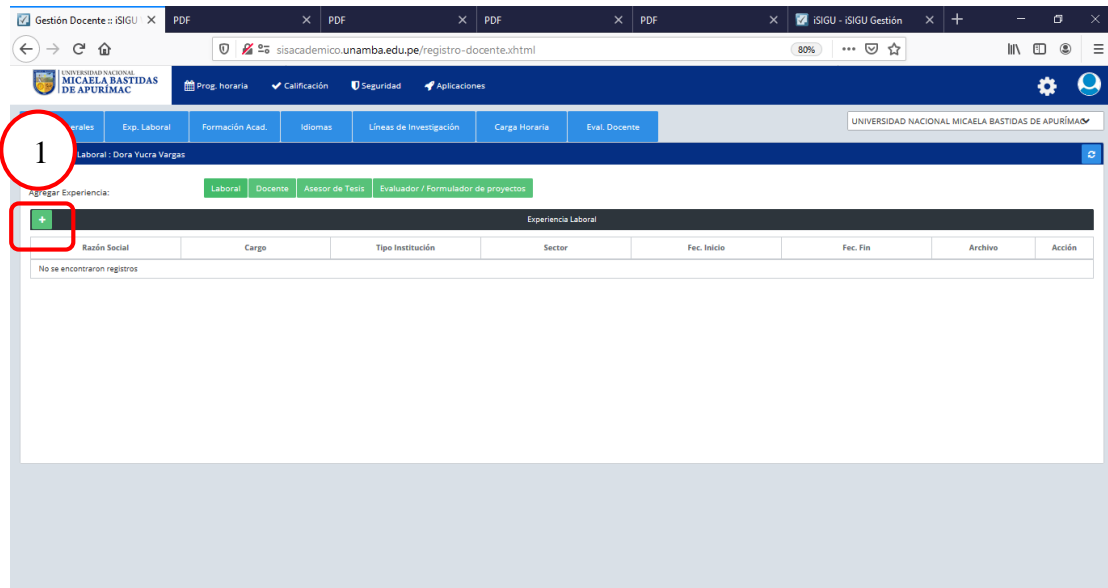 Gestión Docente :: iSIGU
PDF
PDF
PDF
PDF
iSIGU - iSIGU Gestión
sisacademico.unamba.edu.pe/registro-docente.xhtml
80%
UNIVERSIDAD NACIONAL
MICAELA BASTIDAS
DE APURÍMAC
Prog. horaria
Calificación
Seguridad
Aplicaciones
Exp. Laboral
Formación Acad.
Idiomas
Líneas de Investigación
Carga Horaria
Eval. Docente
UNIVERSIDAD NACIONAL MICAELA BASTIDAS DE APURÍMAC
1
Laboral : Dora Yucra Vargas
Agregar Experiencia:
Laboral
Docente
Asesor de Tesis
Evaluador / Formulador de proyectos
+
Experiencia Laboral
Razón Social
Cargo
Tipo Institución
Sector
Fec. Inicio
Fec. Fin
Archivo
Acción
No se encontraron registros